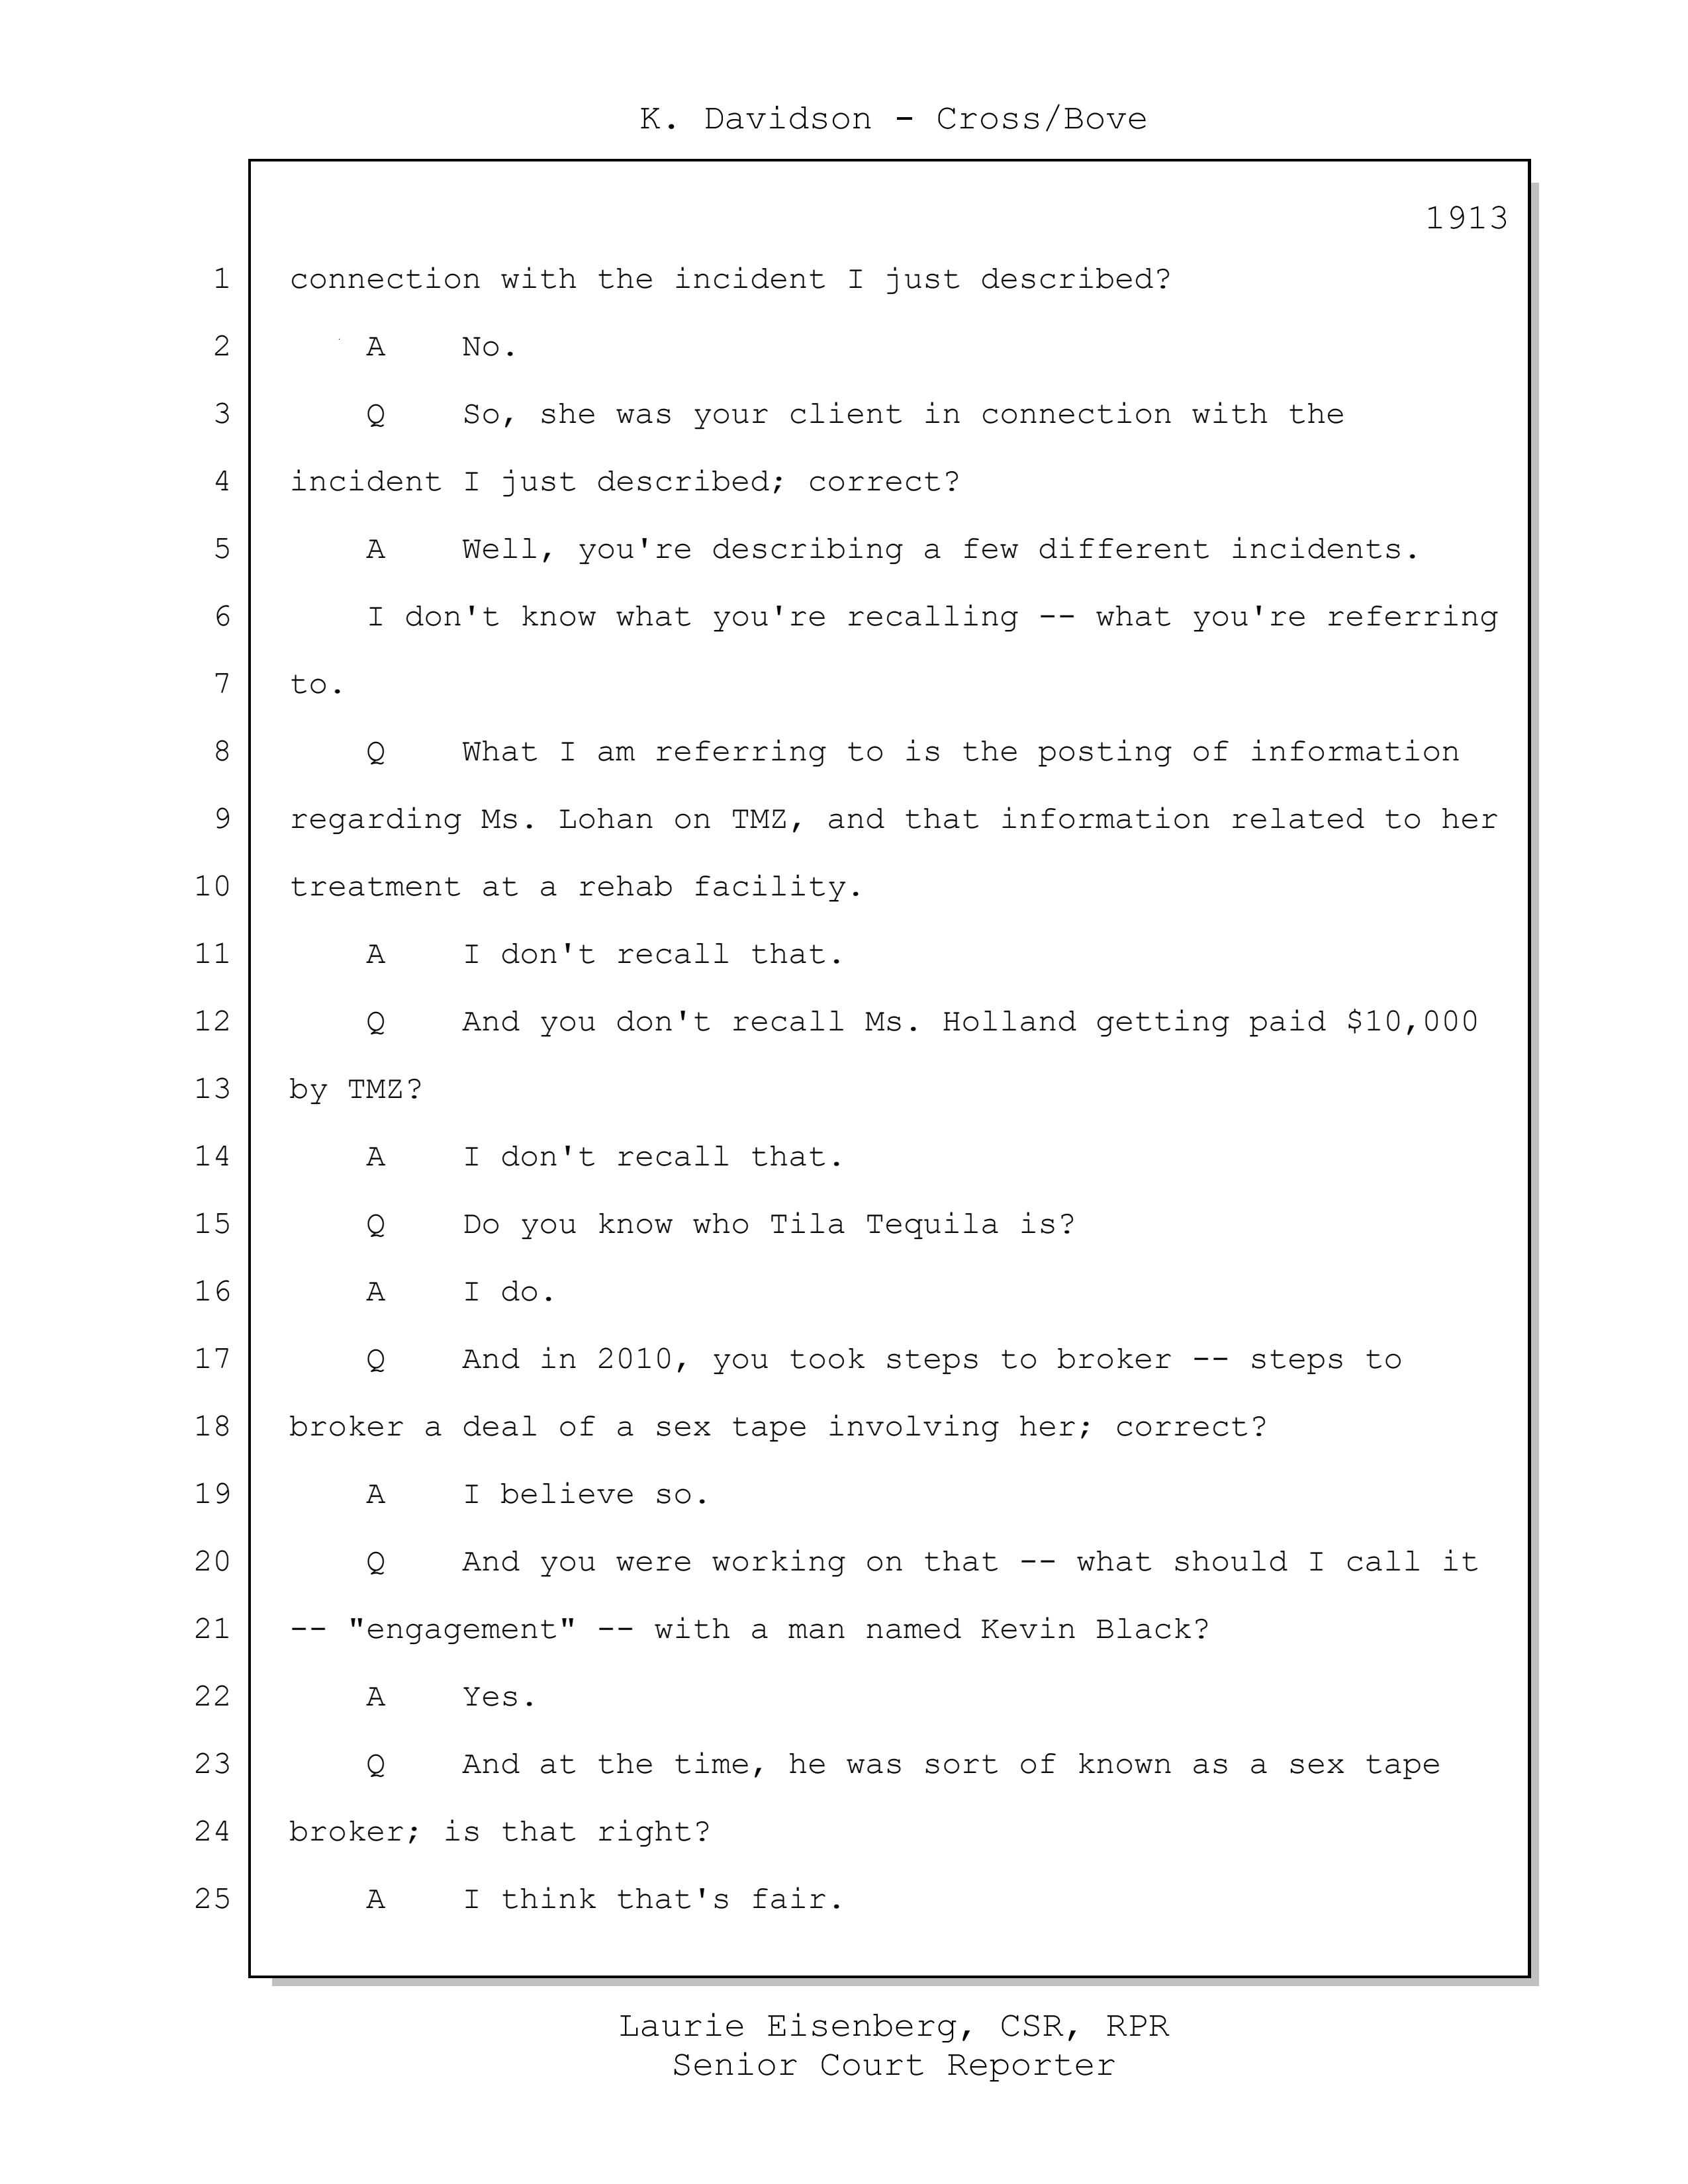 K. Davidson - Cross/Bove
1913
1 connection with the incident I just described?
2 A No.
3 Q So, she was your client in connection with the
4 incident I just described; correct?
5 A Well, you're describing a few different incidents.
6 I don't know what you're recalling -- what you're referring
7 to.
8 Q What I am referring to is the posting of information
9 regarding Ms. Lohan on TMZ, and that information related to her
10 treatment at a rehab facility.
11 A I don't recall that.
12 Q And you don't recall Ms. Holland getting paid $10,000
13 by TMZ?
14 A I don't recall that.
15 Q Do you know who Tila Tequila is?
16 A I do.
17 Q And in 2010, you took steps to broker -- steps to
18 broker a deal of a sex tape involving her; correct?
19 A I believe so.
20 Q And you were working on that -- what should I call it
21 -- "engagement" -- with a man named Kevin Black?
22 A Yes.
23 Q And at the time, he was sort of known as a sex tape
24 broker; is that right?
25 A I think that's fair.
Laurie Eisenberg, CSR, RPR
Senior Court Reporter